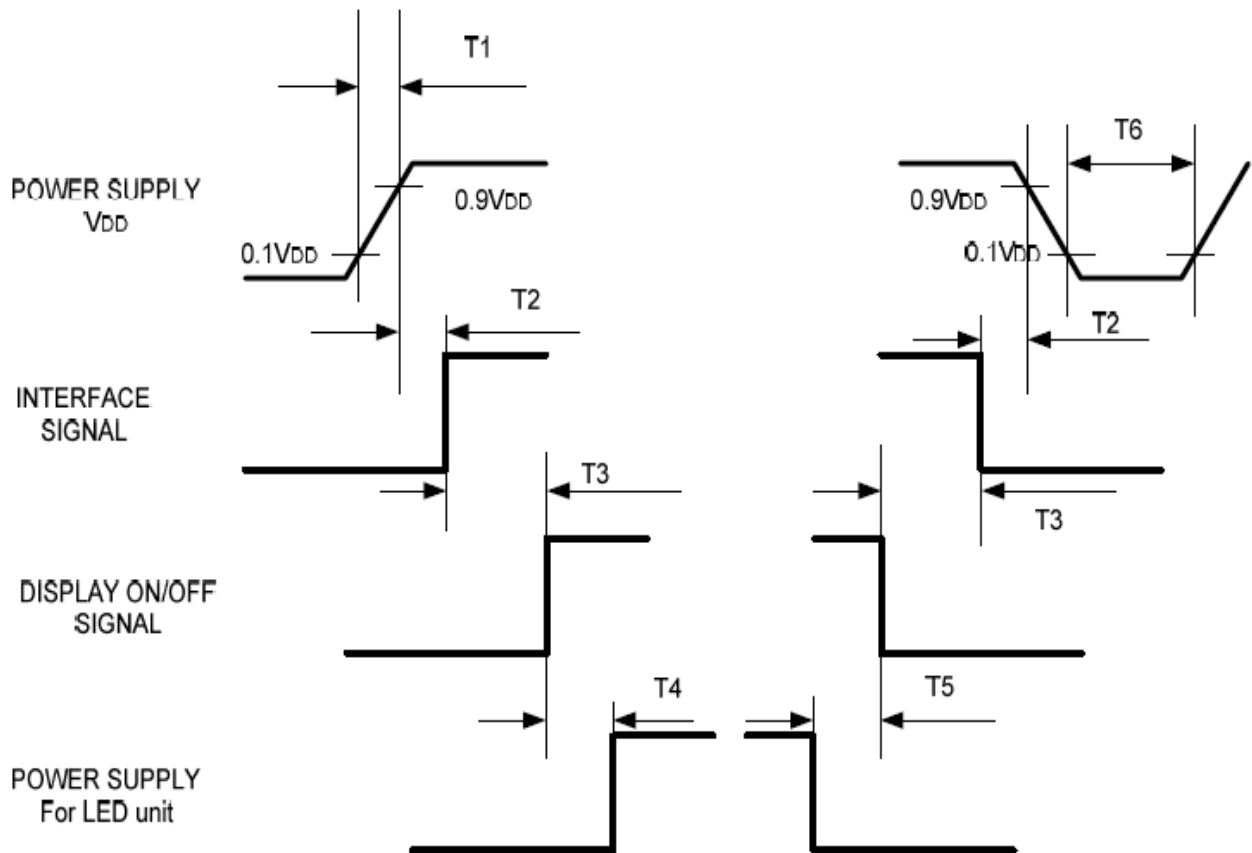 T1
T6
POWER SUPPLY
VDD
0.9VDD
0.9VDD
0.1VDD
0.1VDD
T2
T2
INTERFACE
SIGNAL
T3
T3
DISPLAY ON/OFF
SIGNAL
T4
T5
POWER SUPPLY
For LED unit